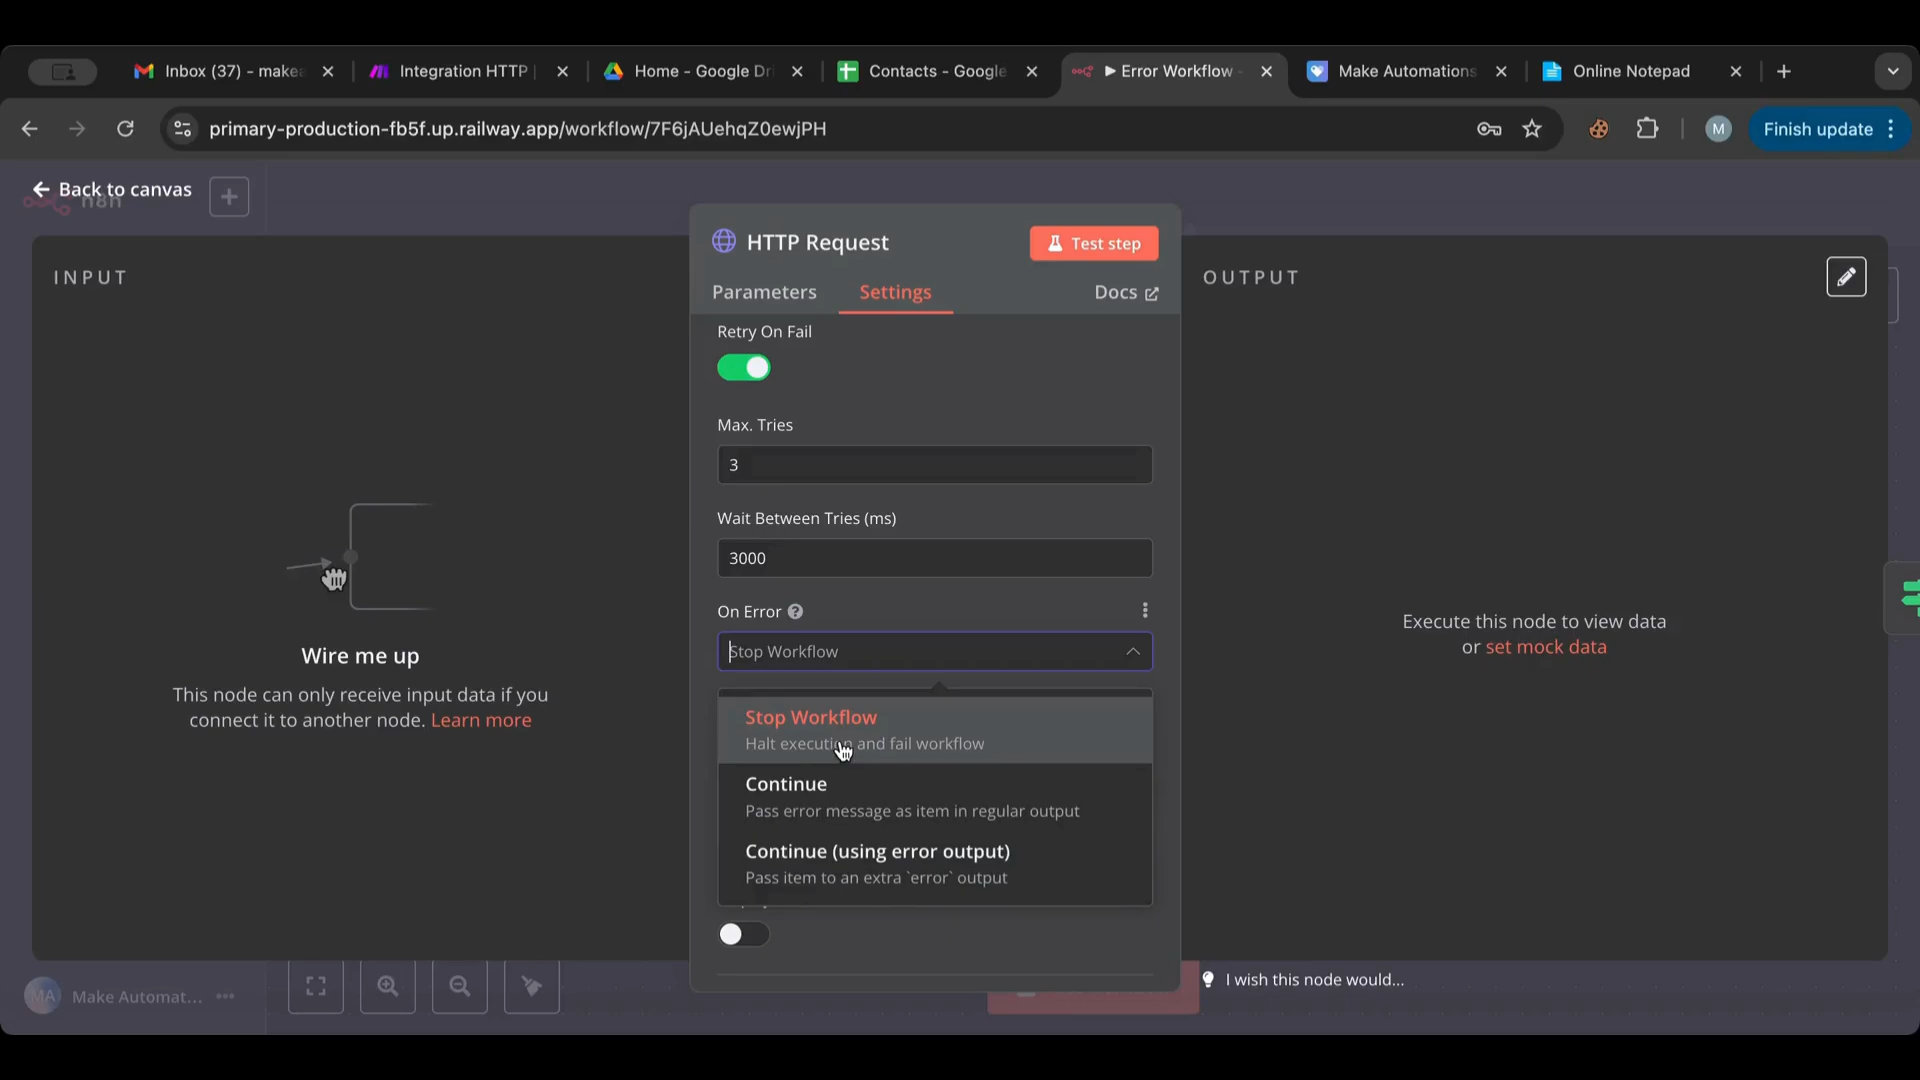 Inbox (37) - makea
Integration HTTP
Home - Google Dri
Contacts - Google
▶ Error Workflow -
Make Automations
Online Notepad
primary-production-fb5f.up.railway.app/workflow/7F6jAUehqZ0ewjPH
M
Finish update
Back to canvas
n8n
HTTP Request
Test step
INPUT
OUTPUT
Parameters
Settings
Docs
Retry On Fail
Max. Tries
3
Wait Between Tries (ms)
3000
On Error
Stop Workflow
Stop Workflow
Halt execution and fail workflow
Continue
Pass error message as item in regular output
Continue (using error output)
Pass item to an extra `error` output
Wire me up
This node can only receive input data if you
connect it to another node. Learn more
Execute this node to view data
or set mock data
MA
Make Automat...
I wish this node would...